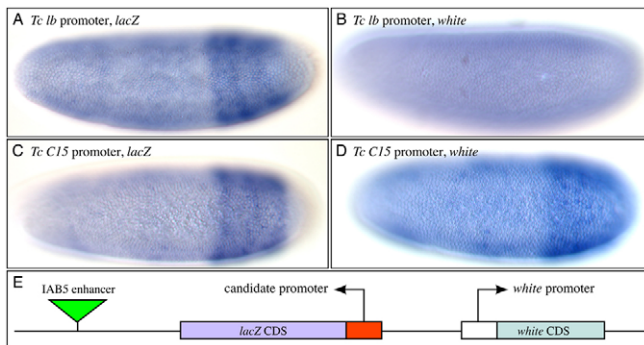 A Tc lb promoter, lacZ
B Tc lb promoter, white
C Tc C15 promoter, lacZ
D Tc C15 promoter, white
E
IAB5 enhancer
candidate promoter
white promoter
lacZ CDS
white CDS